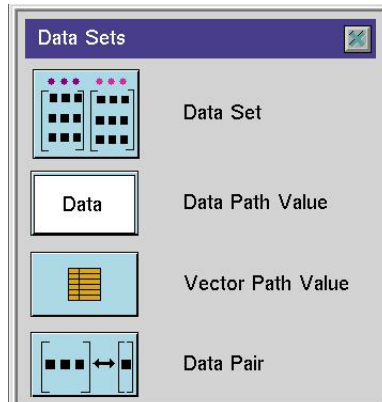 Data Sets
Data Set
Data
Data Path Value
Vector Path Value
Data Pair